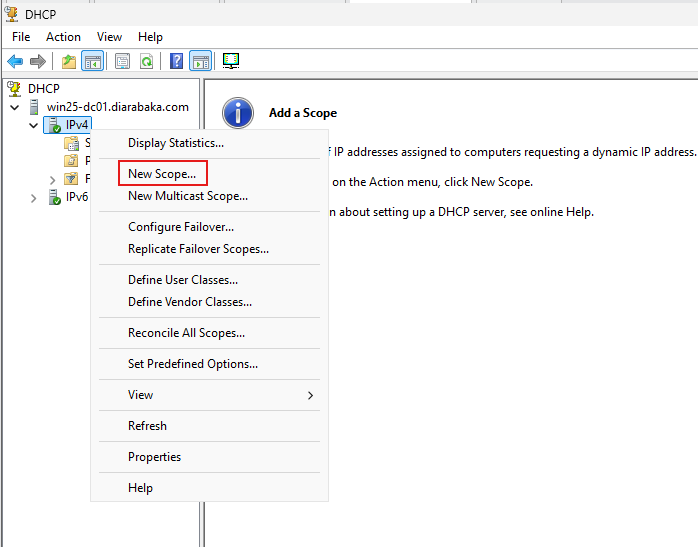 DHCP
File Action View Help
DHCP
win25-dc01.diarabaka.com
IPv4
S
P
F
IPv6
Display Statistics...
New Scope...
New Multicast Scope...
Configure Failover...
Replicate Failover Scopes...
Define User Classes...
Define Vendor Classes...
Reconcile All Scopes...
Set Predefined Options...
View
Refresh
Properties
Help
Add a Scope
f IP addresses assigned to computers requesting a dynamic IP address.
on the Action menu, click New Scope.
n about setting up a DHCP server, see online Help.